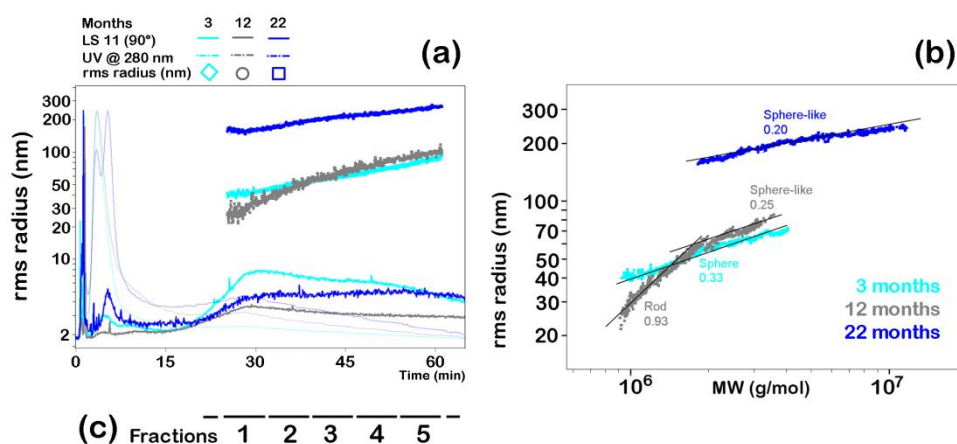 Months 3 12 22
LS 11 (90°)
UV @ 280 nm
rms radius (nm)
(a)
rms radius (nm)
300
200
100
50
30
20
10
2
0 15 30 45 60
Time (min)
(c) Fractions 1 2 3 4 5
(b)
rms radius (nm)
300
200
100
70
50
40
30
20
Sphere-like
0.20
Sphere-like
0.25
Sphere
0.33
Rod
0.93
3 months
12 months
22 months
10⁶ MW (g/mol) 10⁷